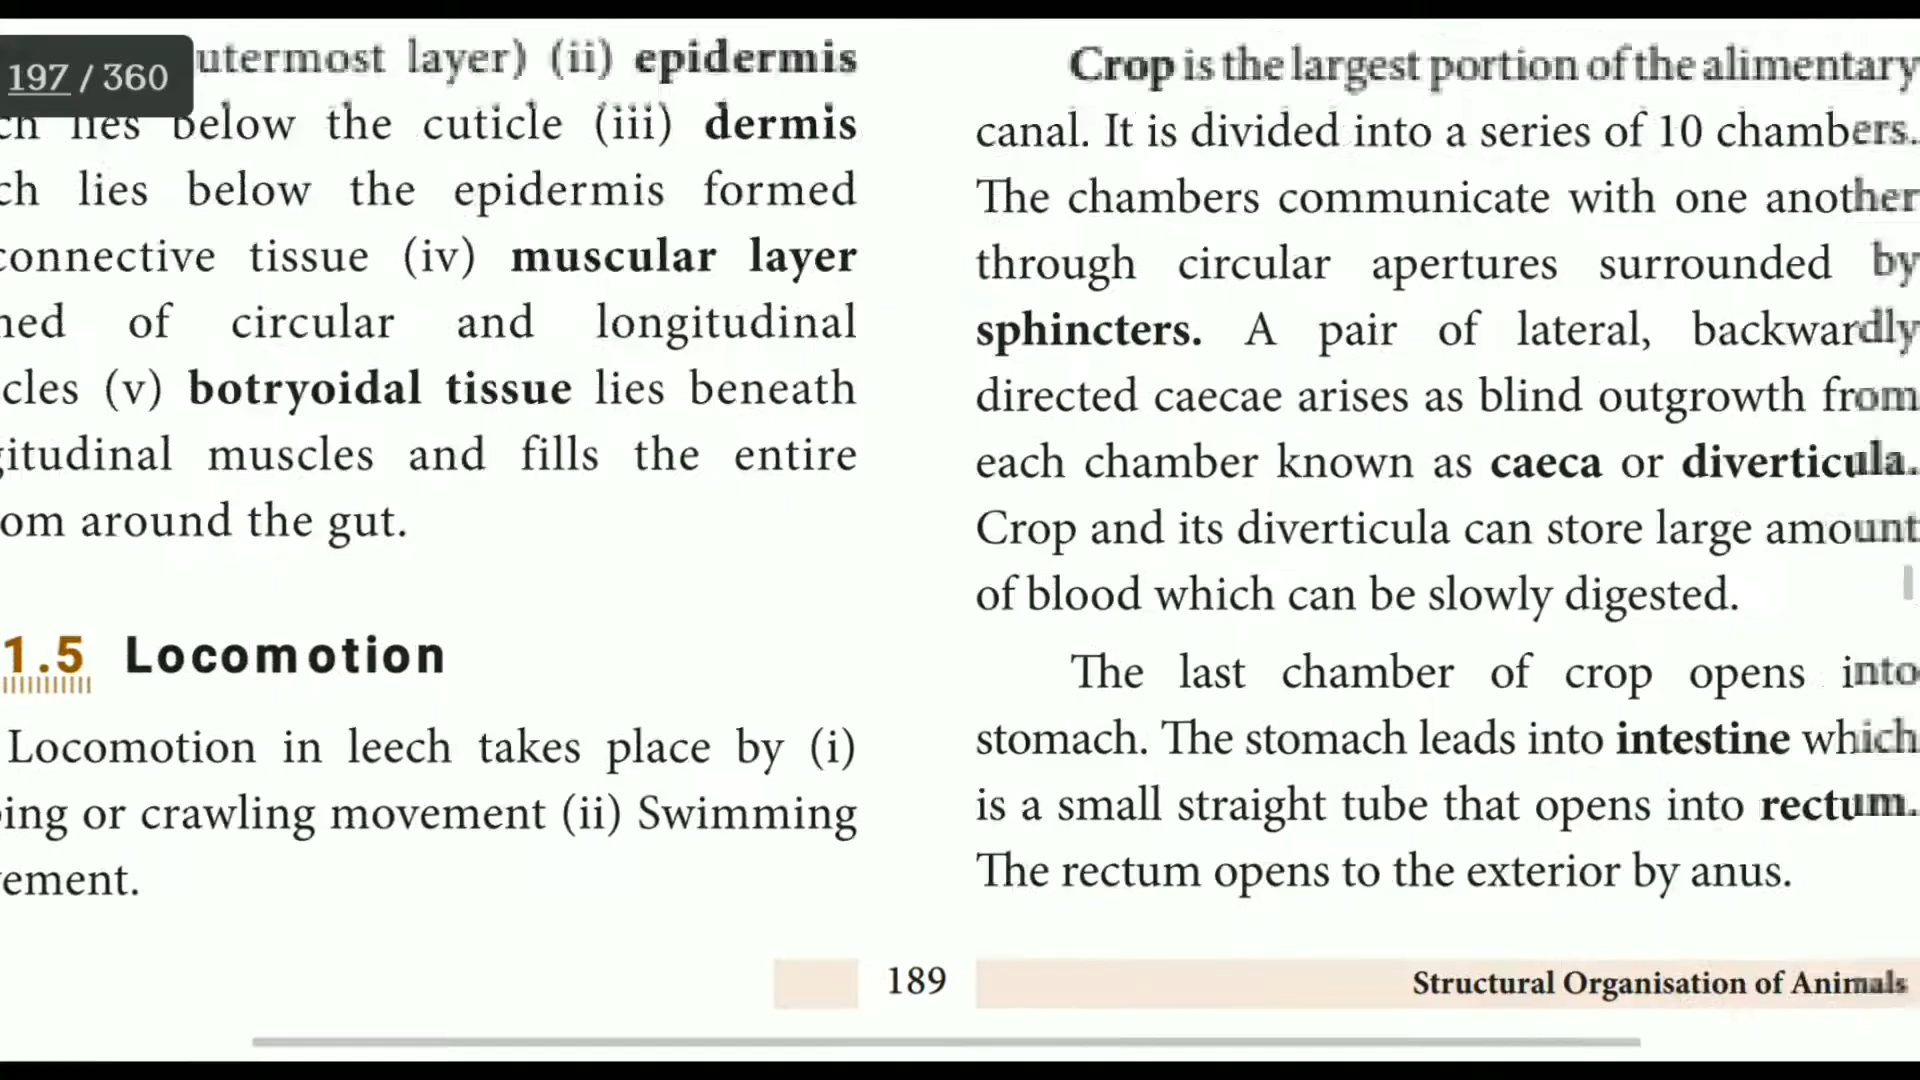 197 / 360
utermost layer) (ii) epidermis
lies below the cuticle (iii) dermis
ch lies below the epidermis formed
connective tissue (iv) muscular layer
ned of circular and longitudinal
cles (v) botryoidal tissue lies beneath
gitudinal muscles and fills the entire
om around the gut.
1.5 Locomotion
Locomotion in leech takes place by (i)
ing or crawling movement (ii) Swimming
ement.
Crop is the largest portion of the alimentary
canal. It is divided into a series of 10 chambers.
The chambers communicate with one another
through circular apertures surrounded by
sphincters. A pair of lateral, backwardly
directed caecae arises as blind outgrowth from
each chamber known as caeca or diverticula.
Crop and its diverticula can store large amount
of blood which can be slowly digested.
The last chamber of crop opens into
stomach. The stomach leads into intestine which
is a small straight tube that opens into rectum.
The rectum opens to the exterior by anus.
189
Structural Organisation of Animals